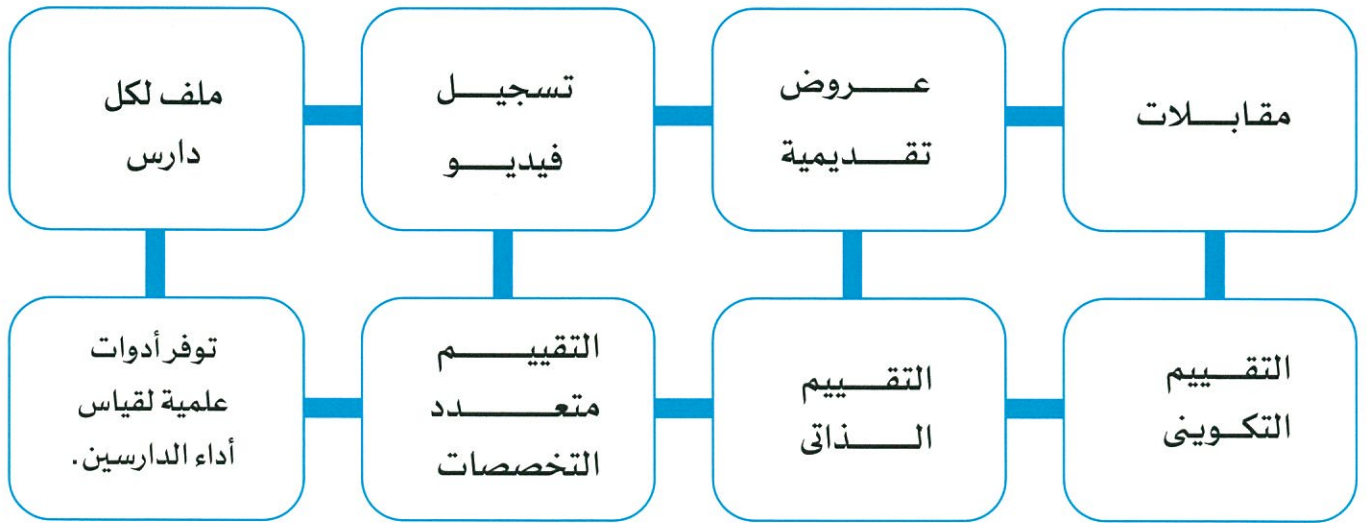 مقابلات
عروض
تقديمية
تسجيل
فيديو
ملف لكل
دارس
التقييم
التكوينى
التقييم
الذاتى
التقييم
متعدد
التخصصات
توفر أدوات
علمية لقياس
أداء الدارسين.